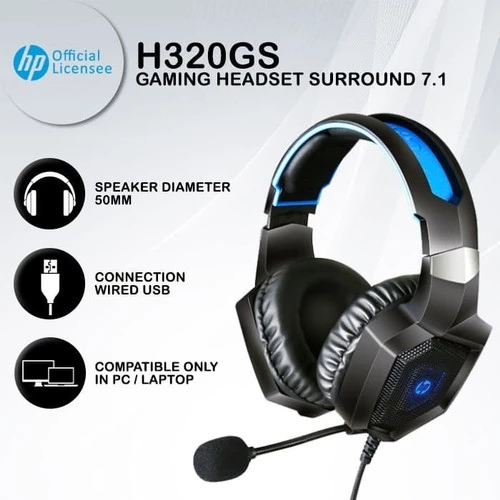 hp Official
Licensee
H320GS
GAMING HEADSET SURROUND 7.1
SPEAKER DIAMETER
50MM
CONNECTION
WIRED USB
COMPATIBLE ONLY
IN PC / LAPTOP
hp